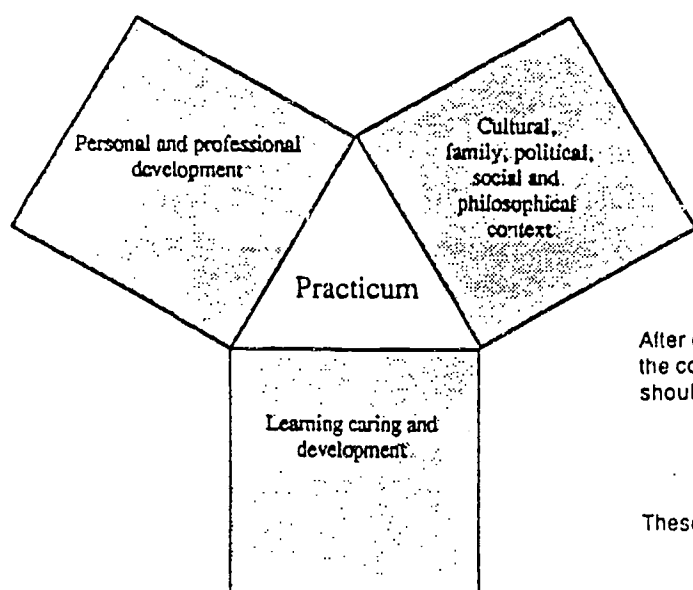 Personal and professional
development
Cultural,
family, political,
social and
philosophical
context
Practicum
Learning caring and
development
After
the
shoul
These